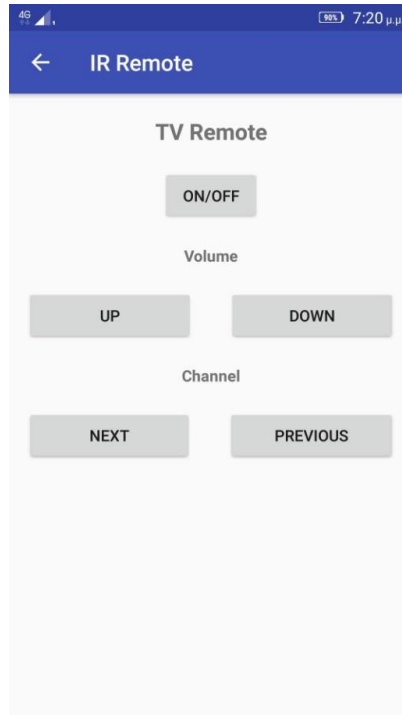 4G 90% 7:20 μ.μ
IR Remote
TV Remote
ON/OFF
Volume
UP DOWN
Channel
NEXT PREVIOUS